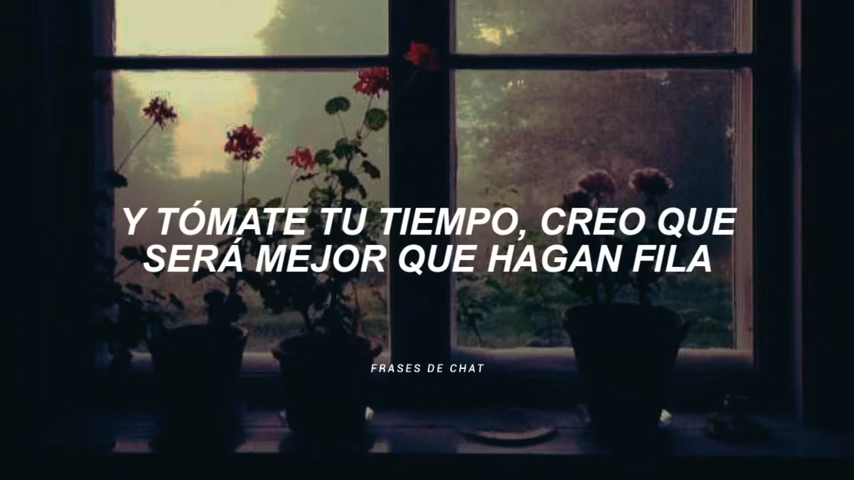 Y TÓMATE TU TIEMPO, CREO QUE
SERÁ MEJOR QUE HAGAN FILA
FRASES DE CHAT